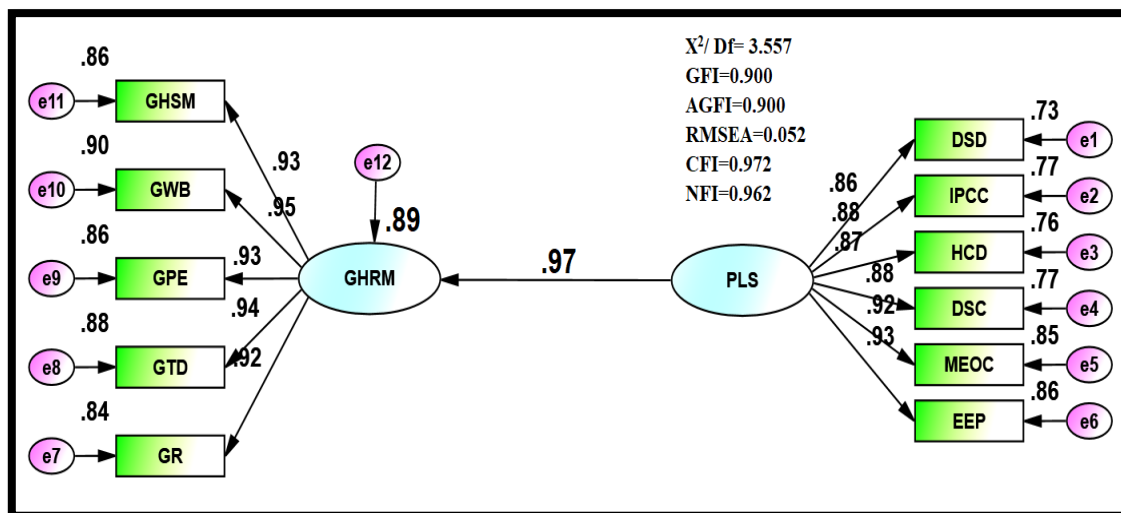 X²/ Df= 3.557
GFI=0.900
AGFI=0.900
RMSEA=0.052
CFI=0.972
NFI=0.962
.86
e11
GHSM
.93
.90
e10
GWB
.95
.86
e9
GPE
.93
.88
e8
GTD
.94
.84
e7
GR
.92
e12
.89
GHRM
.97
PLS
.86
DSD
.73
e1
.88
IPCC
.77
e2
.87
HCD
.76
e3
.88
DSC
.77
e4
.92
MEOC
.85
e5
.93
EEP
.86
e6